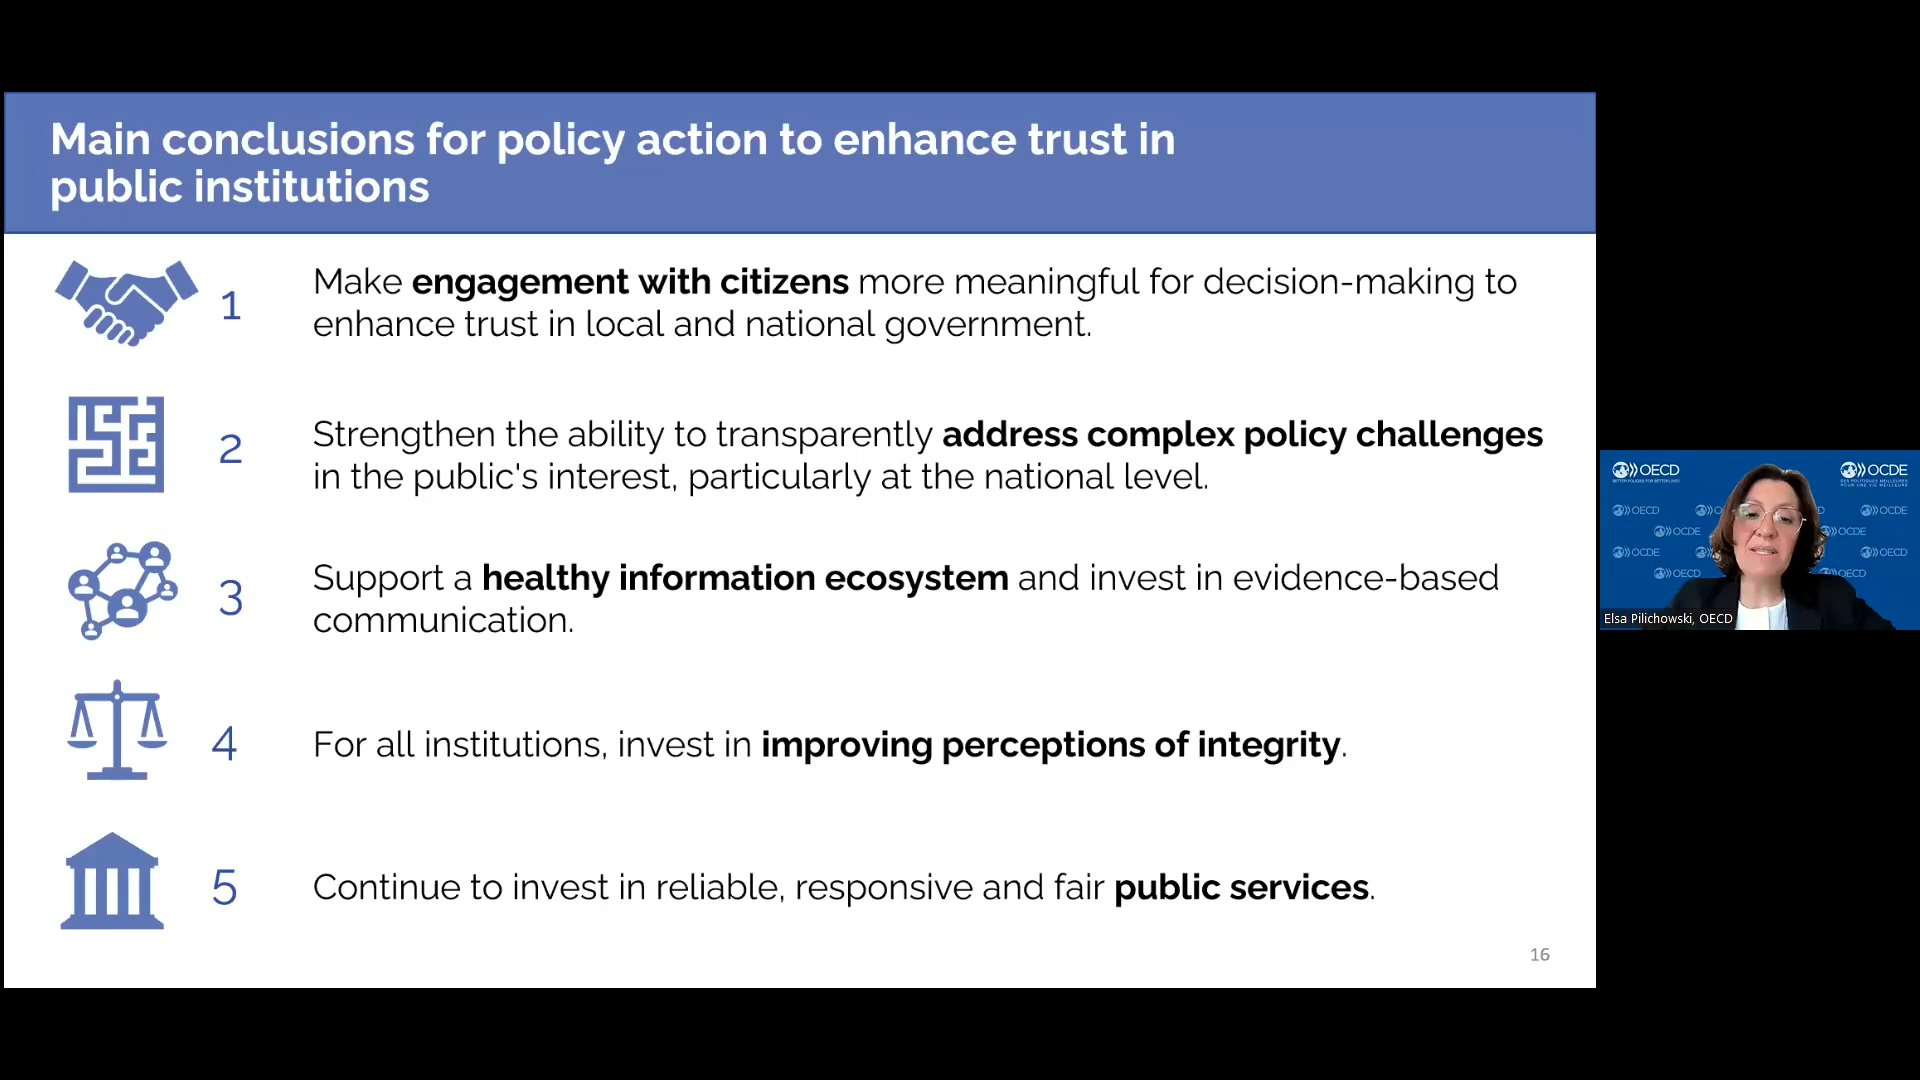 Main conclusions for policy action to enhance trust in
public institutions
1
Make engagement with citizens more meaningful for decision-making to
enhance trust in local and national government.
2
Strengthen the ability to transparently address complex policy challenges
in the public's interest, particularly at the national level.
3
Support a healthy information ecosystem and invest in evidence-based
communication.
4
For all institutions, invest in improving perceptions of integrity.
5
Continue to invest in reliable, responsive and fair public services.
16
OECD
BETTER POLICIES FOR BETTER LIVES
OCDE
DES POLITIQUES MEILLEURES
POUR UNE VIE MEILLEURE
OECD
OCDE
OCDE
OCDE
OCDE
OECD
OECD
OECD
Elsa Pilichowski, OECD